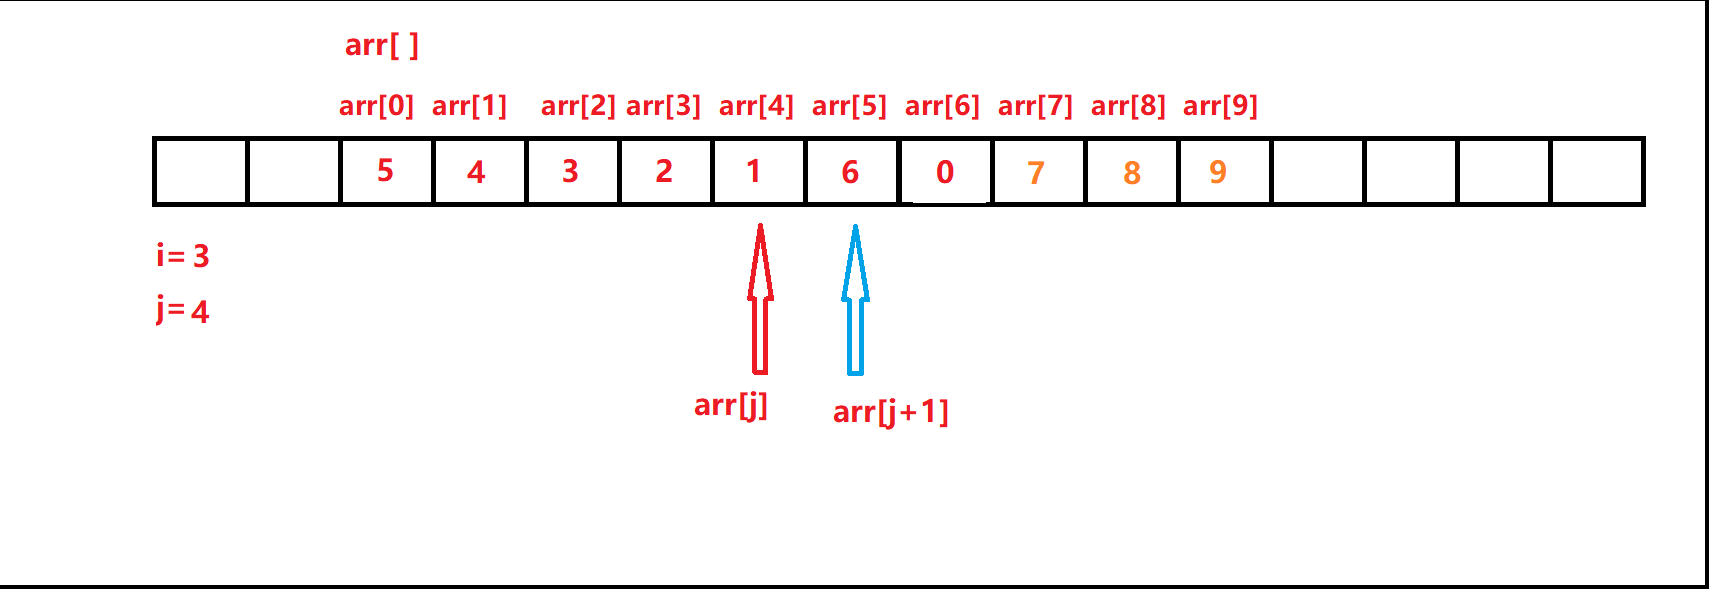 arr[ ]
arr[0] arr[1] arr[2] arr[3] arr[4] arr[5] arr[6] arr[7] arr[8] arr[9]
5 4 3 2 1 6 0 7 8 9
i= 3
j= 4
arr[j] arr[j+1]